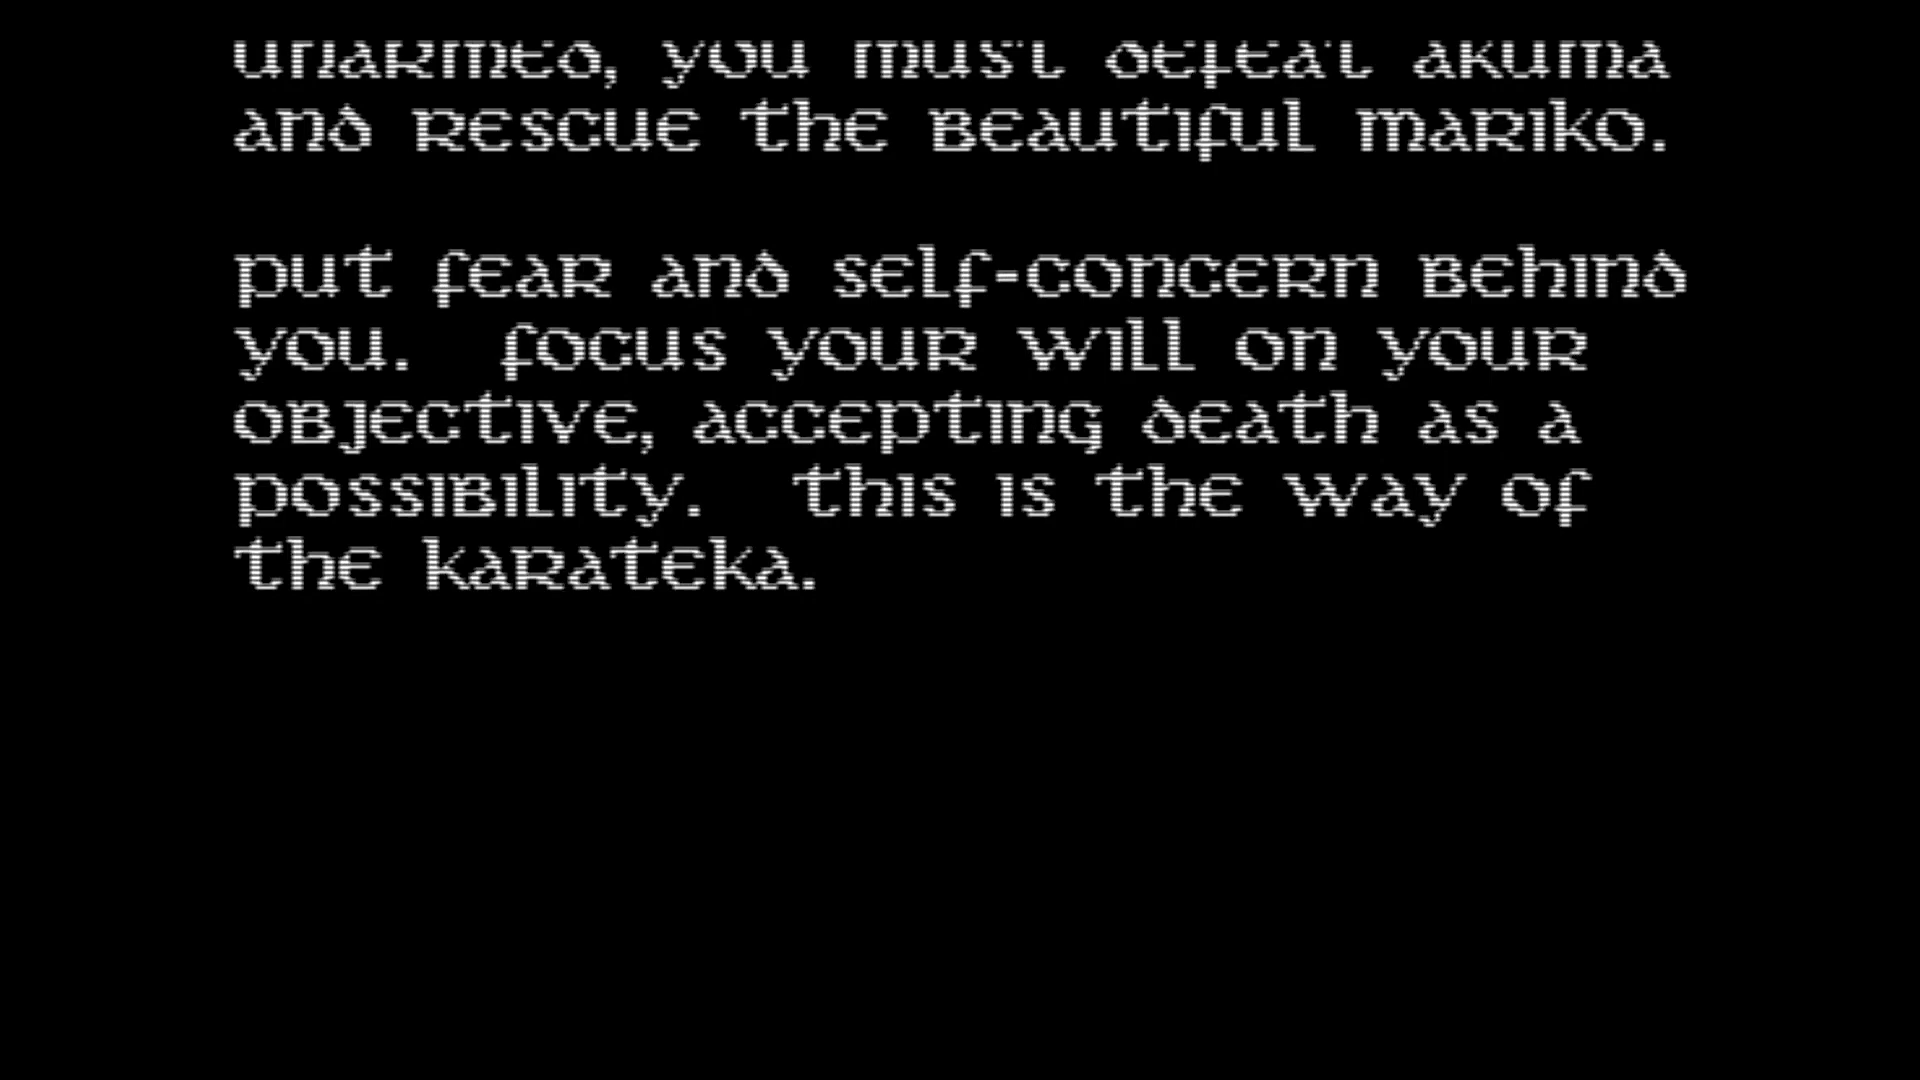 unarmed, you must defeat akuma
and rescue the beautiful mariko.
put fear and self-concern behind
you. focus your will on your
objective, accepting death as a
possibility. this is the way of
the karateka.